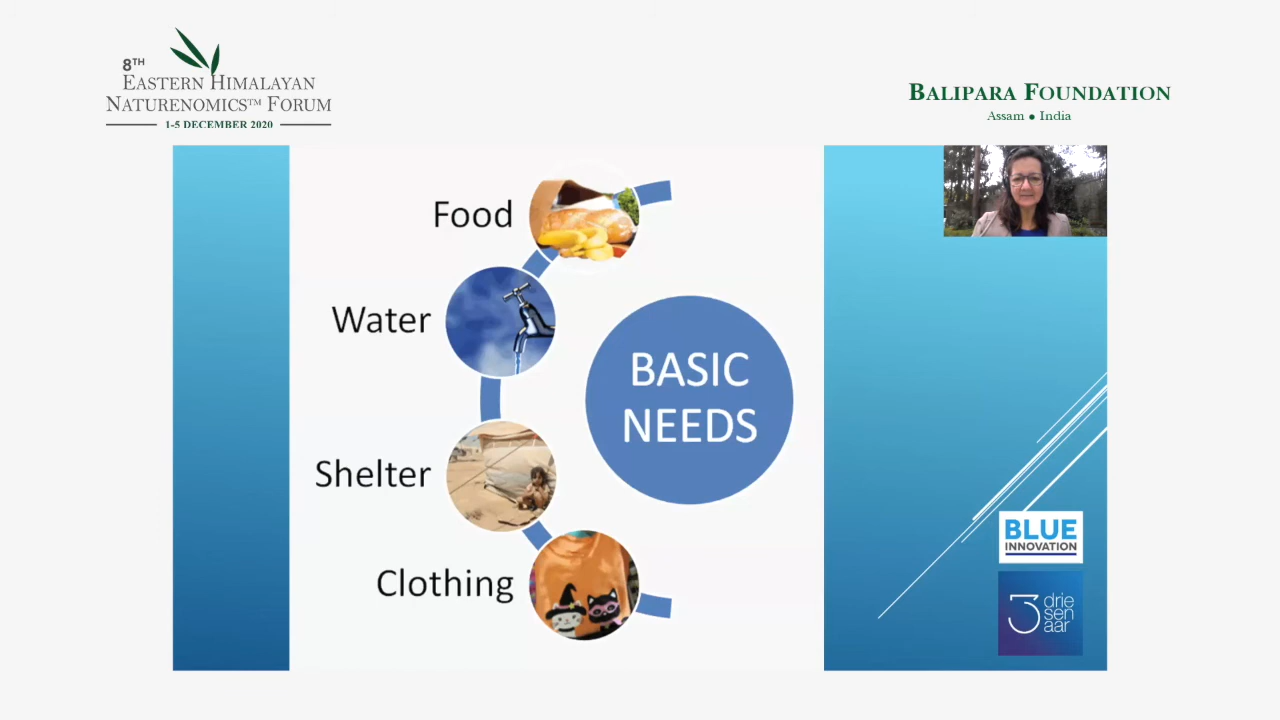 8TH
EASTERN HIMALAYAN
NATURENOMICS™ FORUM
1-5 DECEMBER 2020
BALIPARA FOUNDATION
Assam ● India
Food
Water
BASIC
NEEDS
Shelter
Clothing
BLUE
INNOVATION
3
drie
sen
aar